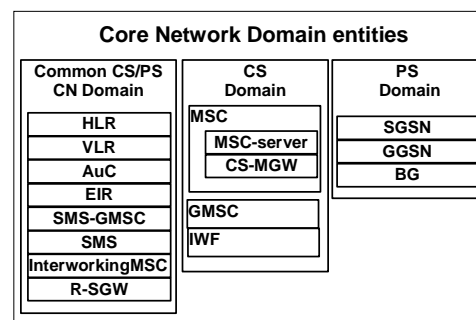 Core Network Domain entities
Common CS/PS
CN Domain
HLR
VLR
AuC
EIR
SMS-GMSC
SMS
InterworkingMSC
R-SGW
CS
Domain
MSC
MSC-server
CS-MGW
GMSC
IWF
PS
Domain
SGSN
GGSN
BG